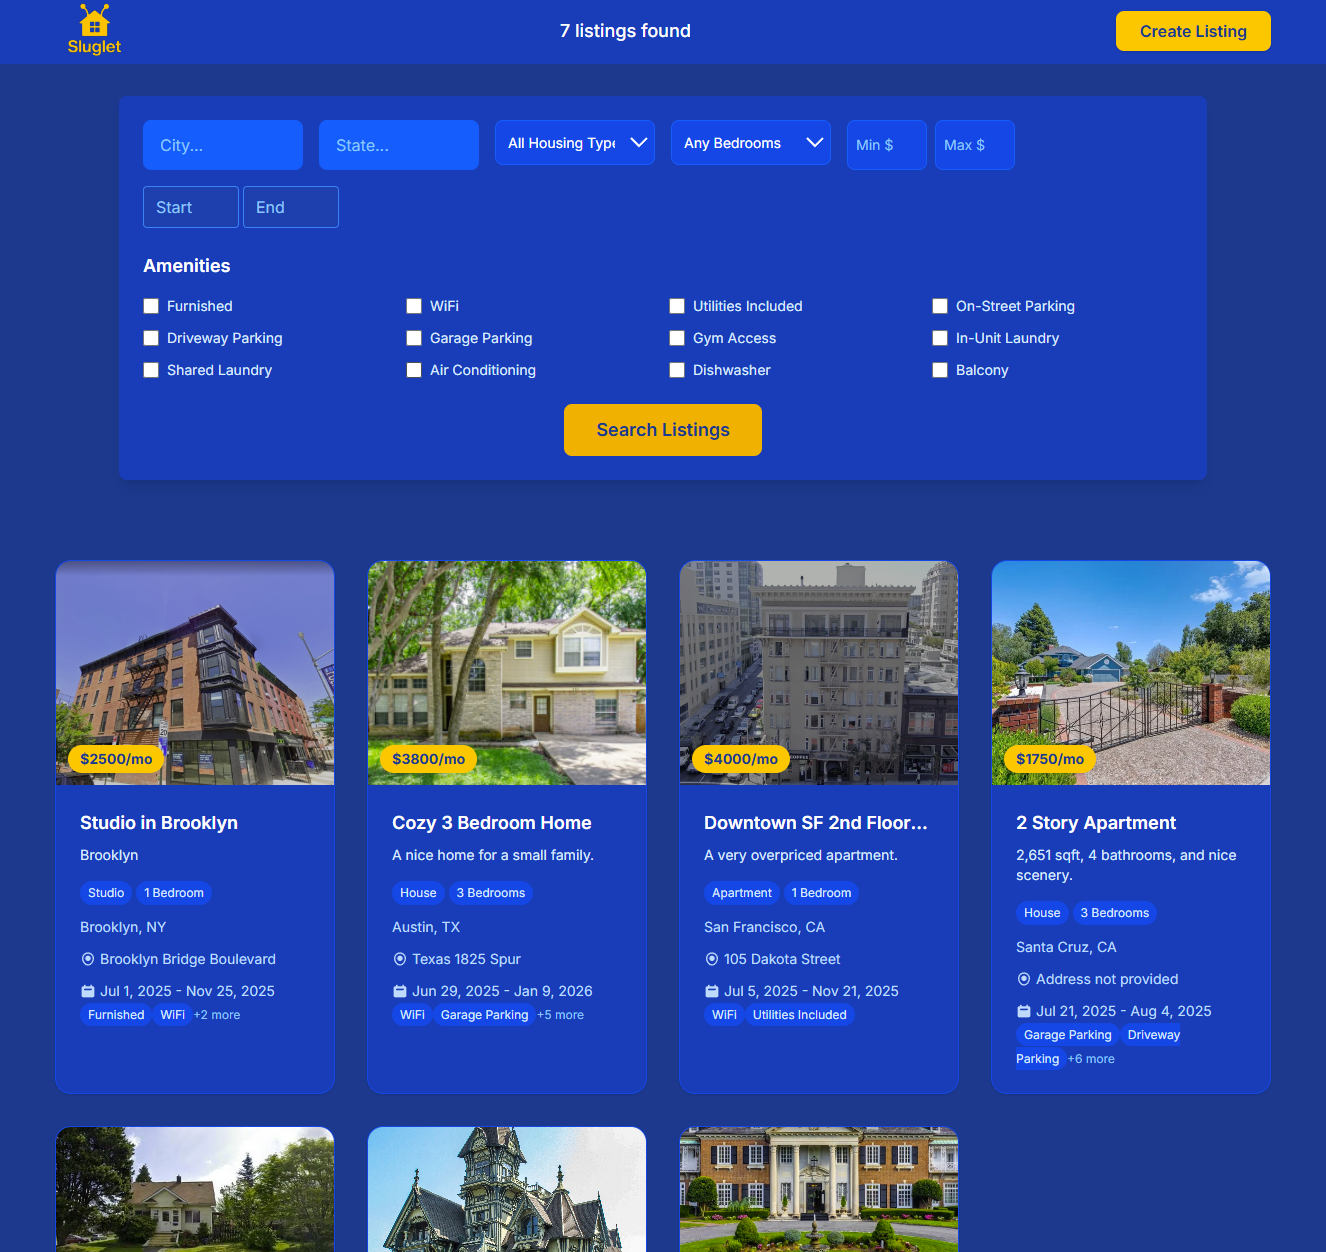 Sluglet
7 listings found
Create Listing
City...
State...
All Housing Type
Any Bedrooms
Min $
Max $
Start
End
Amenities
Furnished
WiFi
Utilities Included
On-Street Parking
Driveway Parking
Garage Parking
Gym Access
In-Unit Laundry
Shared Laundry
Air Conditioning
Dishwasher
Balcony
Search Listings
$2500/mo
Studio in Brooklyn
Brooklyn
Studio
1 Bedroom
Brooklyn, NY
Brooklyn Bridge Boulevard
Jul 1, 2025 - Nov 25, 2025
Furnished
WiFi
+2 more
$3800/mo
Cozy 3 Bedroom Home
A nice home for a small family.
House
3 Bedrooms
Austin, TX
Texas 1825 Spur
Jun 29, 2025 - Jan 9, 2026
WiFi
Garage Parking
+5 more
$4000/mo
Downtown SF 2nd Floor...
A very overpriced apartment.
Apartment
1 Bedroom
San Francisco, CA
105 Dakota Street
Jul 5, 2025 - Nov 21, 2025
WiFi
Utilities Included
$1750/mo
2 Story Apartment
2,651 sqft, 4 bathrooms, and nice
scenery.
House
3 Bedrooms
Santa Cruz, CA
Address not provided
Jul 21, 2025 - Aug 4, 2025
Garage Parking
Driveway
Parking
+6 more